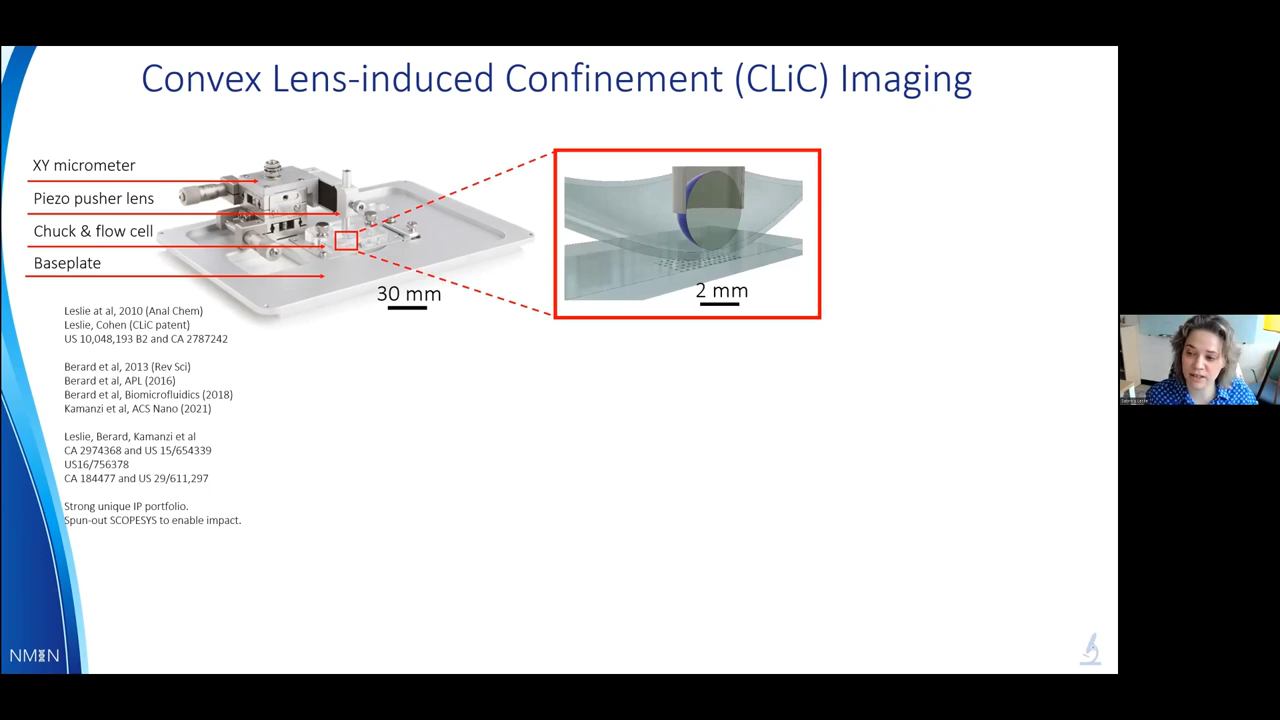 Convex Lens-induced Confinement (CLiC) Imaging
XY micrometer
Piezo pusher lens
Chuck & flow cell
Baseplate
30 mm
2 mm
Leslie at al, 2010 (Anal Chem)
Leslie, Cohen (CLiC patent)
US 10,048,193 B2 and CA 2787242
Berard et al, 2013 (Rev Sci)
Berard et al, APL (2016)
Berard et al, Biomicrofluidics (2018)
Kamanzi et al, ACS Nano (2021)
Leslie, Berard, Kamanzi et al
CA 2974368 and US 15/654339
US16/756378
CA 184477 and US 29/611,297
Strong unique IP portfolio.
Spun-out SCOPESYS to enable impact.
NMIN
Sabrina Leslie